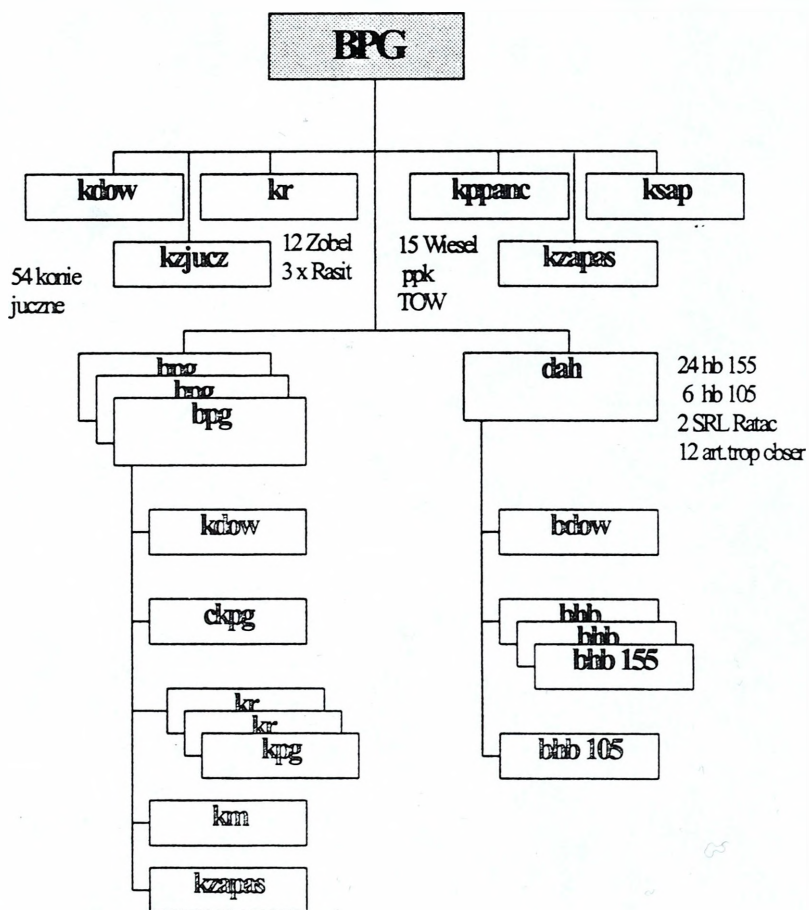 BPG
kdow
kr
kppanc
ksap
kzjucz
kzapas
54 konie
juczne
12 Zobel
3 x Rasit
15 Wiesel
ppk
TOW
bpg
bpg
bpg
dah
24 hb 155
6 hb 105
2 SRL Ratac
12 art.trop obser
kdow
bdow
ckpg
bhb
bhb
bhb 155
kr
kr
kpg
bhb 105
km
kzapas